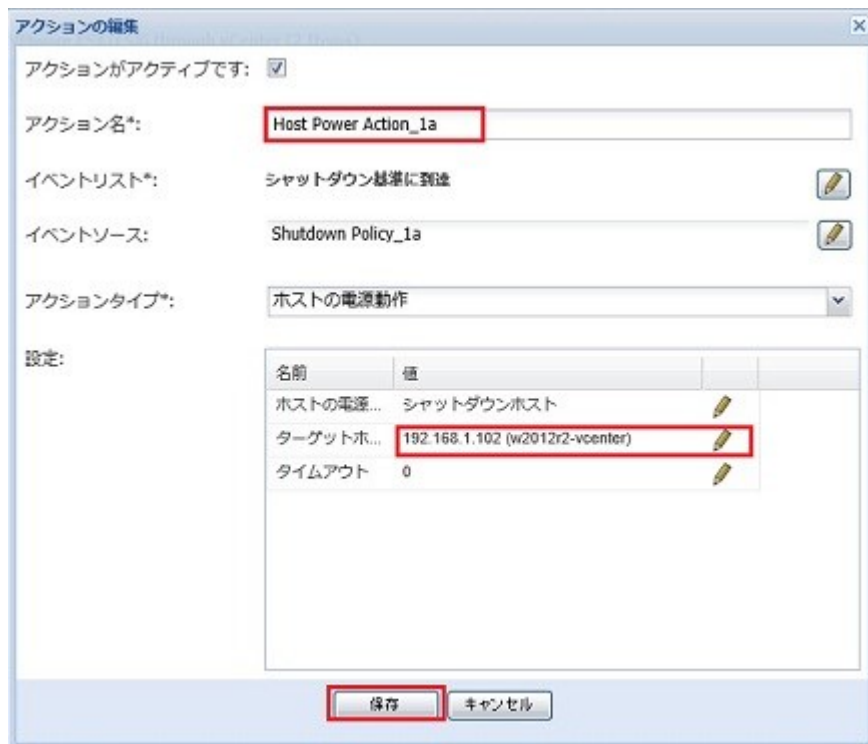 アクションの編集
アクションがアクティブです:
アクション名*: Host Power Action_1a
イベントリスト*: シャットダウン基準に到達
イベントソース: Shutdown Policy_1a
アクションタイプ*: ホストの電源動作
設定:
名前 値
ホストの電源... シャットダウンホスト
ターゲットホ... 192.168.1.102 (w2012r2-vcenter)
タイムアウト 0
保存 キャンセル